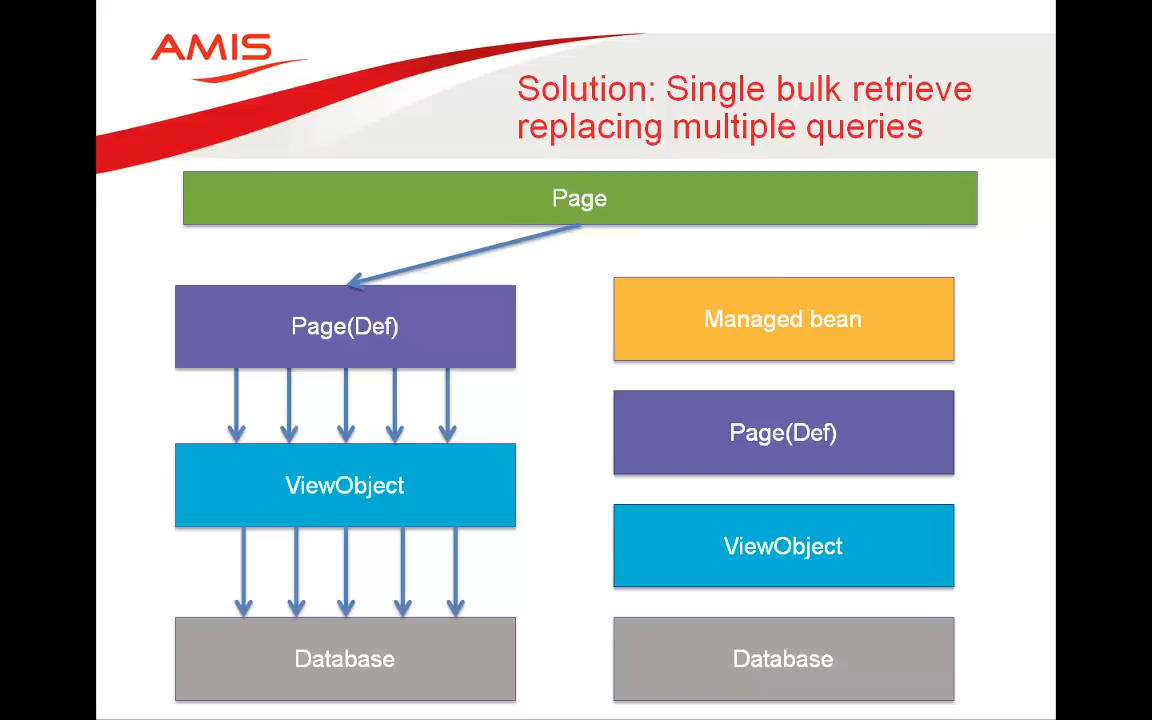 AMIS
Solution: Single bulk retrieve
replacing multiple queries
Page
Page(Def)
ViewObject
Database
Managed bean
Page(Def)
ViewObject
Database